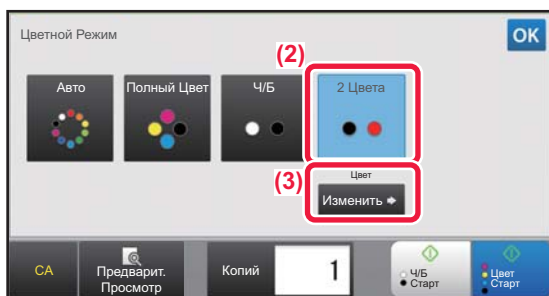 Цветной Режим
OK
(2)
Авто
Полный Цвет
Ч/Б
2 Цвета
(3)
Цвет
Изменить
CA
Предварит.
Просмотр
Копий
1
Ч/Б
Старт
Цвет
Старт